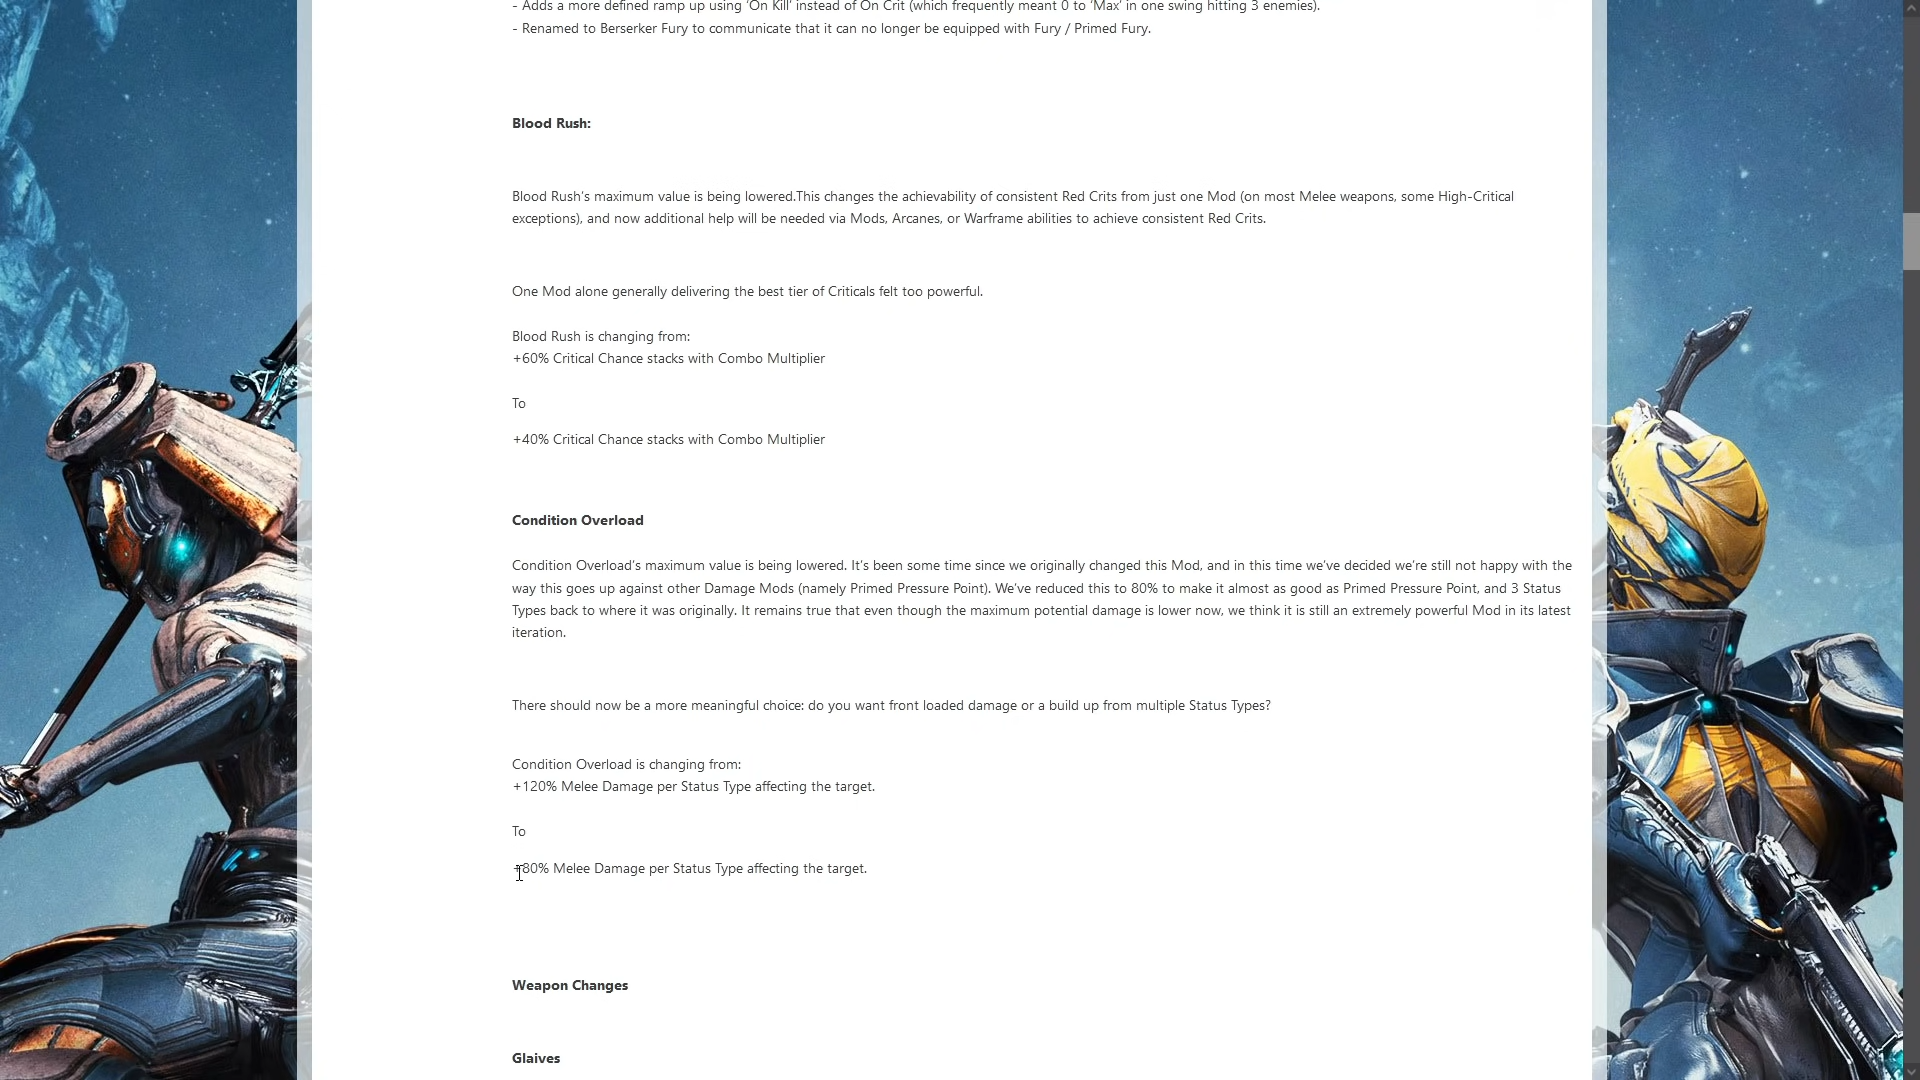 - Adds a more defined ramp up using 'On Kill' instead of On Crit (which frequently meant 0 to 'Max' in one swing hitting 3 enemies).
- Renamed to Berserker Fury to communicate that it can no longer be equipped with Fury / Primed Fury.
Blood Rush:
Blood Rush's maximum value is being lowered.This changes the achievability of consistent Red Crits from just one Mod (on most Melee weapons, some High-Critical
exceptions), and now additional help will be needed via Mods, Arcanes, or Warframe abilities to achieve consistent Red Crits.
One Mod alone generally delivering the best tier of Criticals felt too powerful.
Blood Rush is changing from:
+60% Critical Chance stacks with Combo Multiplier
To
+40% Critical Chance stacks with Combo Multiplier
Condition Overload
Condition Overload's maximum value is being lowered. It's been some time since we originally changed this Mod, and in this time we've decided we're still not happy with the
way this goes up against other Damage Mods (namely Primed Pressure Point). We've reduced this to 80% to make it almost as good as Primed Pressure Point, and 3 Status
Types back to where it was originally. It remains true that even though the maximum potential damage is lower now, we think it is still an extremely powerful Mod in its latest
iteration.
There should now be a more meaningful choice: do you want front loaded damage or a build up from multiple Status Types?
Condition Overload is changing from:
+120% Melee Damage per Status Type affecting the target.
To
+80% Melee Damage per Status Type affecting the target.
Weapon Changes
Glaives